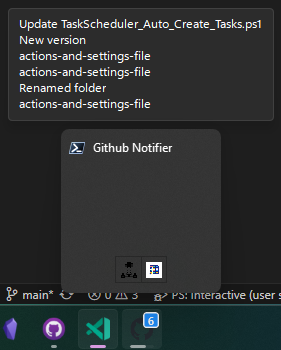 Update TaskScheduler_Auto_Create_Tasks.ps1
New version
actions-and-settings-file
actions-and-settings-file
Renamed folder
actions-and-settings-file
Github Notifier
main* 0 3 PS: Interactive (user s
6